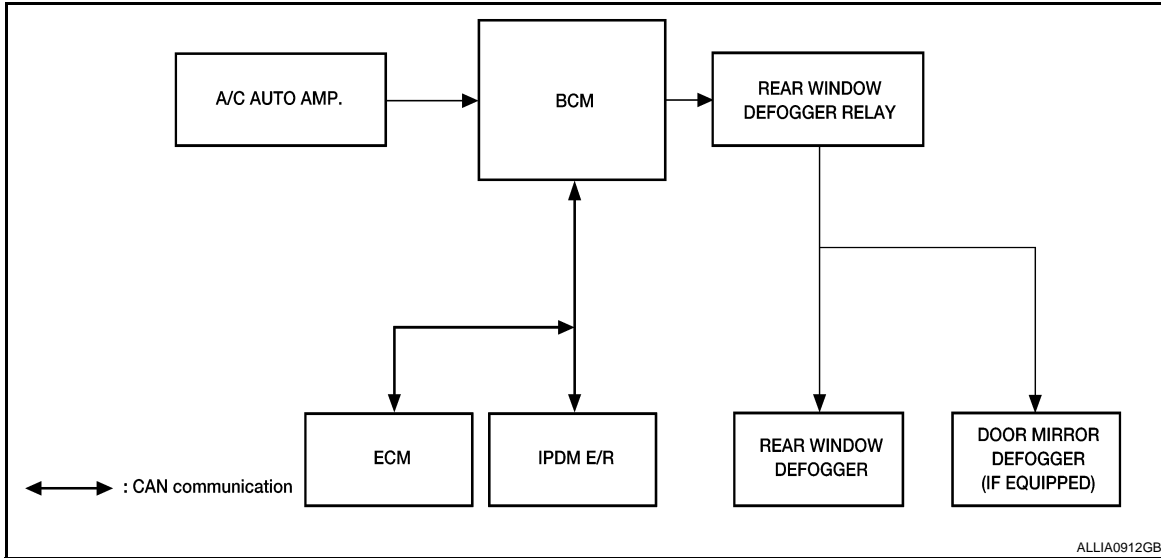 A/C AUTO AMP.
BCM
REAR WINDOW
DEFOGGER RELAY
ECM
IPDM E/R
REAR WINDOW
DEFOGGER
DOOR MIRROR
DEFOGGER
(IF EQUIPPED)
: CAN communication
ALLIA0912GB